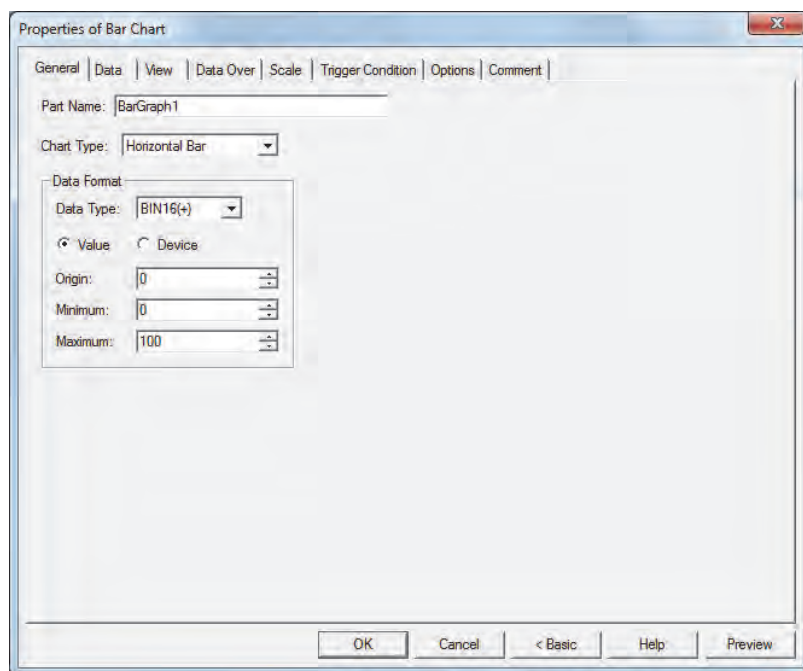 Properties of Bar Chart
General Data View Data Over Scale Trigger Condition Options Comment
Part Name: BarGraph1
Chart Type: Horizontal Bar
Data Format
Data Type: BIN16(+)
Value Device
Origin: 0
Minimum: 0
Maximum: 100
OK Cancel < Basic Help Preview